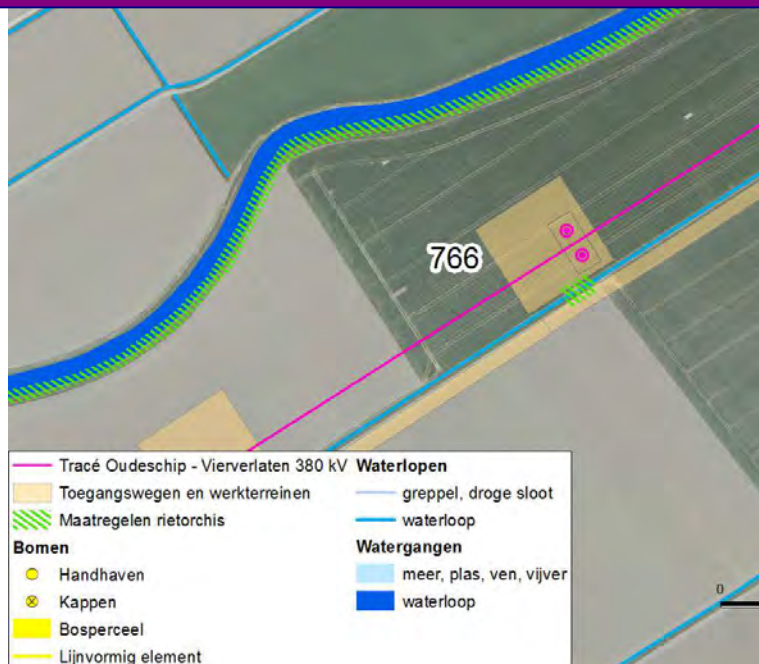 766
Tracé Oudeschip - Vierverlaten 380 kV
Toegangswegen en werkterreinen
Maatregelen rietorchis
Bomen
Handhaven
Kappen
Bosperceel
Lijnvormig element
Waterlopen
greppel, droge sloot
waterloop
Watergangen
meer, plas, ven, vijver
waterloop
0